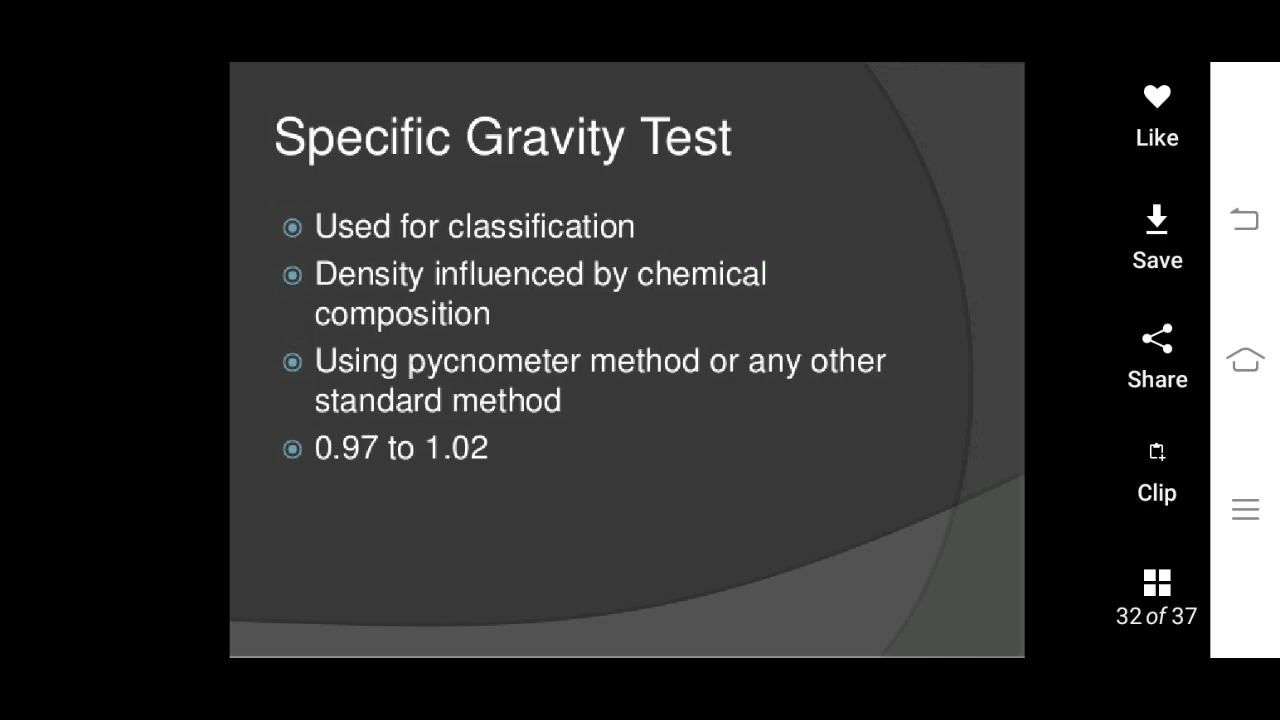 Specific Gravity Test
Used for classification
Density influenced by chemical
composition
Using pycnometer method or any other
standard method
0.97 to 1.02
Like
Save
Share
Clip
32 of 37